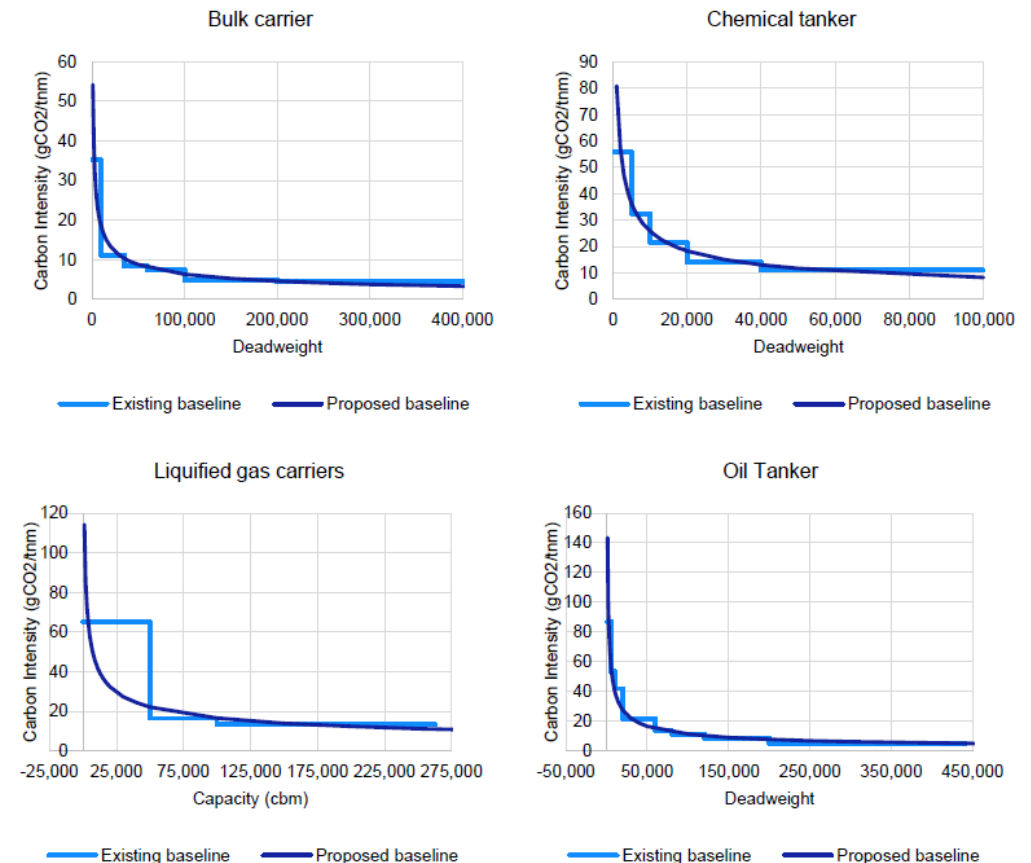 Bulk carrier
Carbon Intensity (gCO2/tnm)
60
50
40
30
20
10
0
0 100,000 200,000 300,000 400,000
Deadweight
Existing baseline Proposed baseline
Chemical tanker
Carbon Intensity (gCO2/tnm)
90
80
70
60
50
40
30
20
10
0
0 20,000 40,000 60,000 80,000 100,000
Deadweight
Existing baseline Proposed baseline
Liquified gas carriers
Carbon Intensity (gCO2/tnm)
120
100
80
60
40
20
0
-25,000 25,000 75,000 125,000 175,000 225,000 275,000
Capacity (cbm)
Existing baseline Proposed baseline
Oil Tanker
Carbon Intensity (gCO2/tnm)
160
140
120
100
80
60
40
20
0
-50,000 50,000 150,000 250,000 350,000 450,000
Deadweight
Existing baseline Proposed baseline